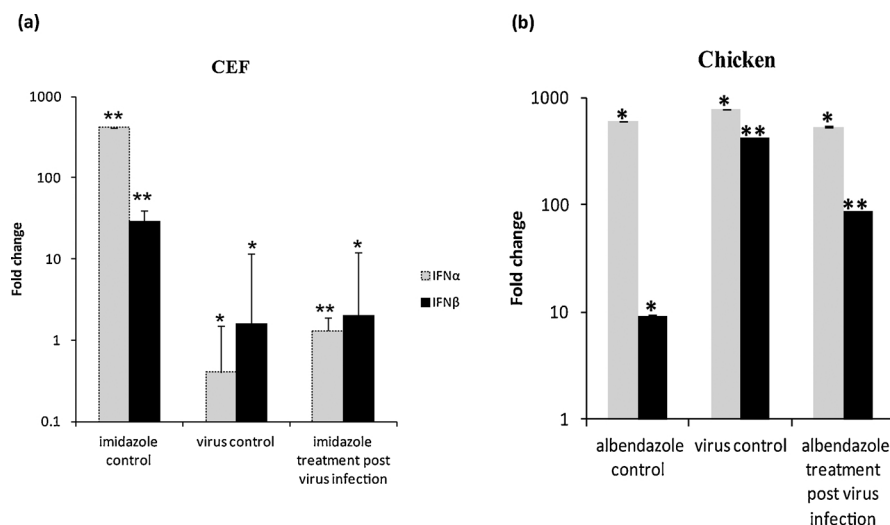 (a)
CEF
Fold change
1000
100
10
1
0.1
**
**
*
*
**
*
imidazole
control
virus control
imidazole
treatment post
virus infection
IFNα
IFNβ
(b)
Chicken
Fold change
1000
100
10
1
*
*
*
**
*
**
albendazole
control
virus control
albendazole
treatment
post virus
infection